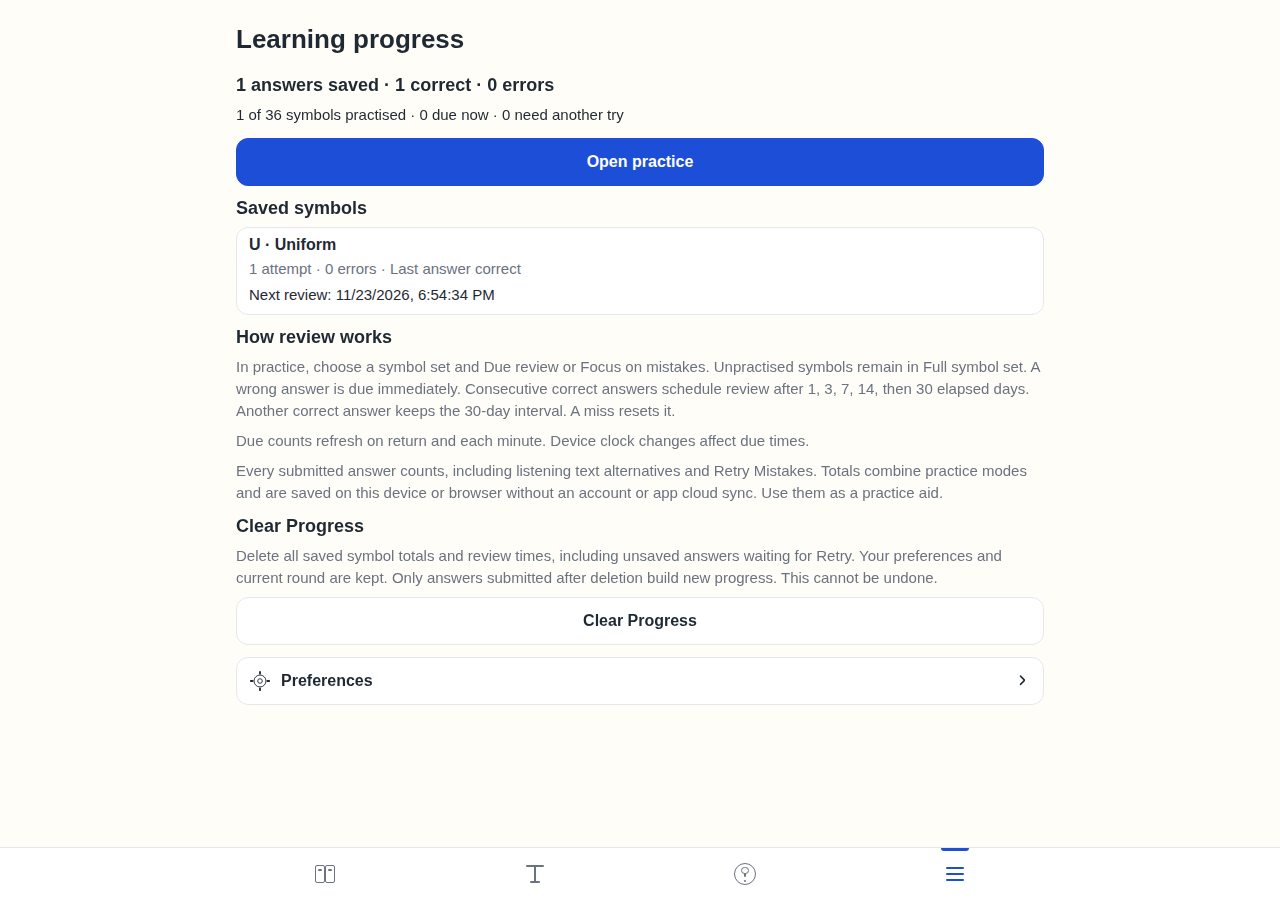 Learning progress
1 answers saved · 1 correct · 0 errors
1 of 36 symbols practised · 0 due now · 0 need another try
Open practice
Saved symbols
U · Uniform
1 attempt · 0 errors · Last answer correct
Next review: 11/23/2026, 6:54:34 PM
How review works
In practice, choose a symbol set and Due review or Focus on mistakes. Unpractised symbols remain in Full symbol set. A
wrong answer is due immediately. Consecutive correct answers schedule review after 1, 3, 7, 14, then 30 elapsed days.
Another correct answer keeps the 30-day interval. A miss resets it.
Due counts refresh on return and each minute. Device clock changes affect due times.
Every submitted answer counts, including listening text alternatives and Retry Mistakes. Totals combine practice modes
and are saved on this device or browser without an account or app cloud sync. Use them as a practice aid.
Clear Progress
Delete all saved symbol totals and review times, including unsaved answers waiting for Retry. Your preferences and
current round are kept. Only answers submitted after deletion build new progress. This cannot be undone.
Clear Progress
Preferences